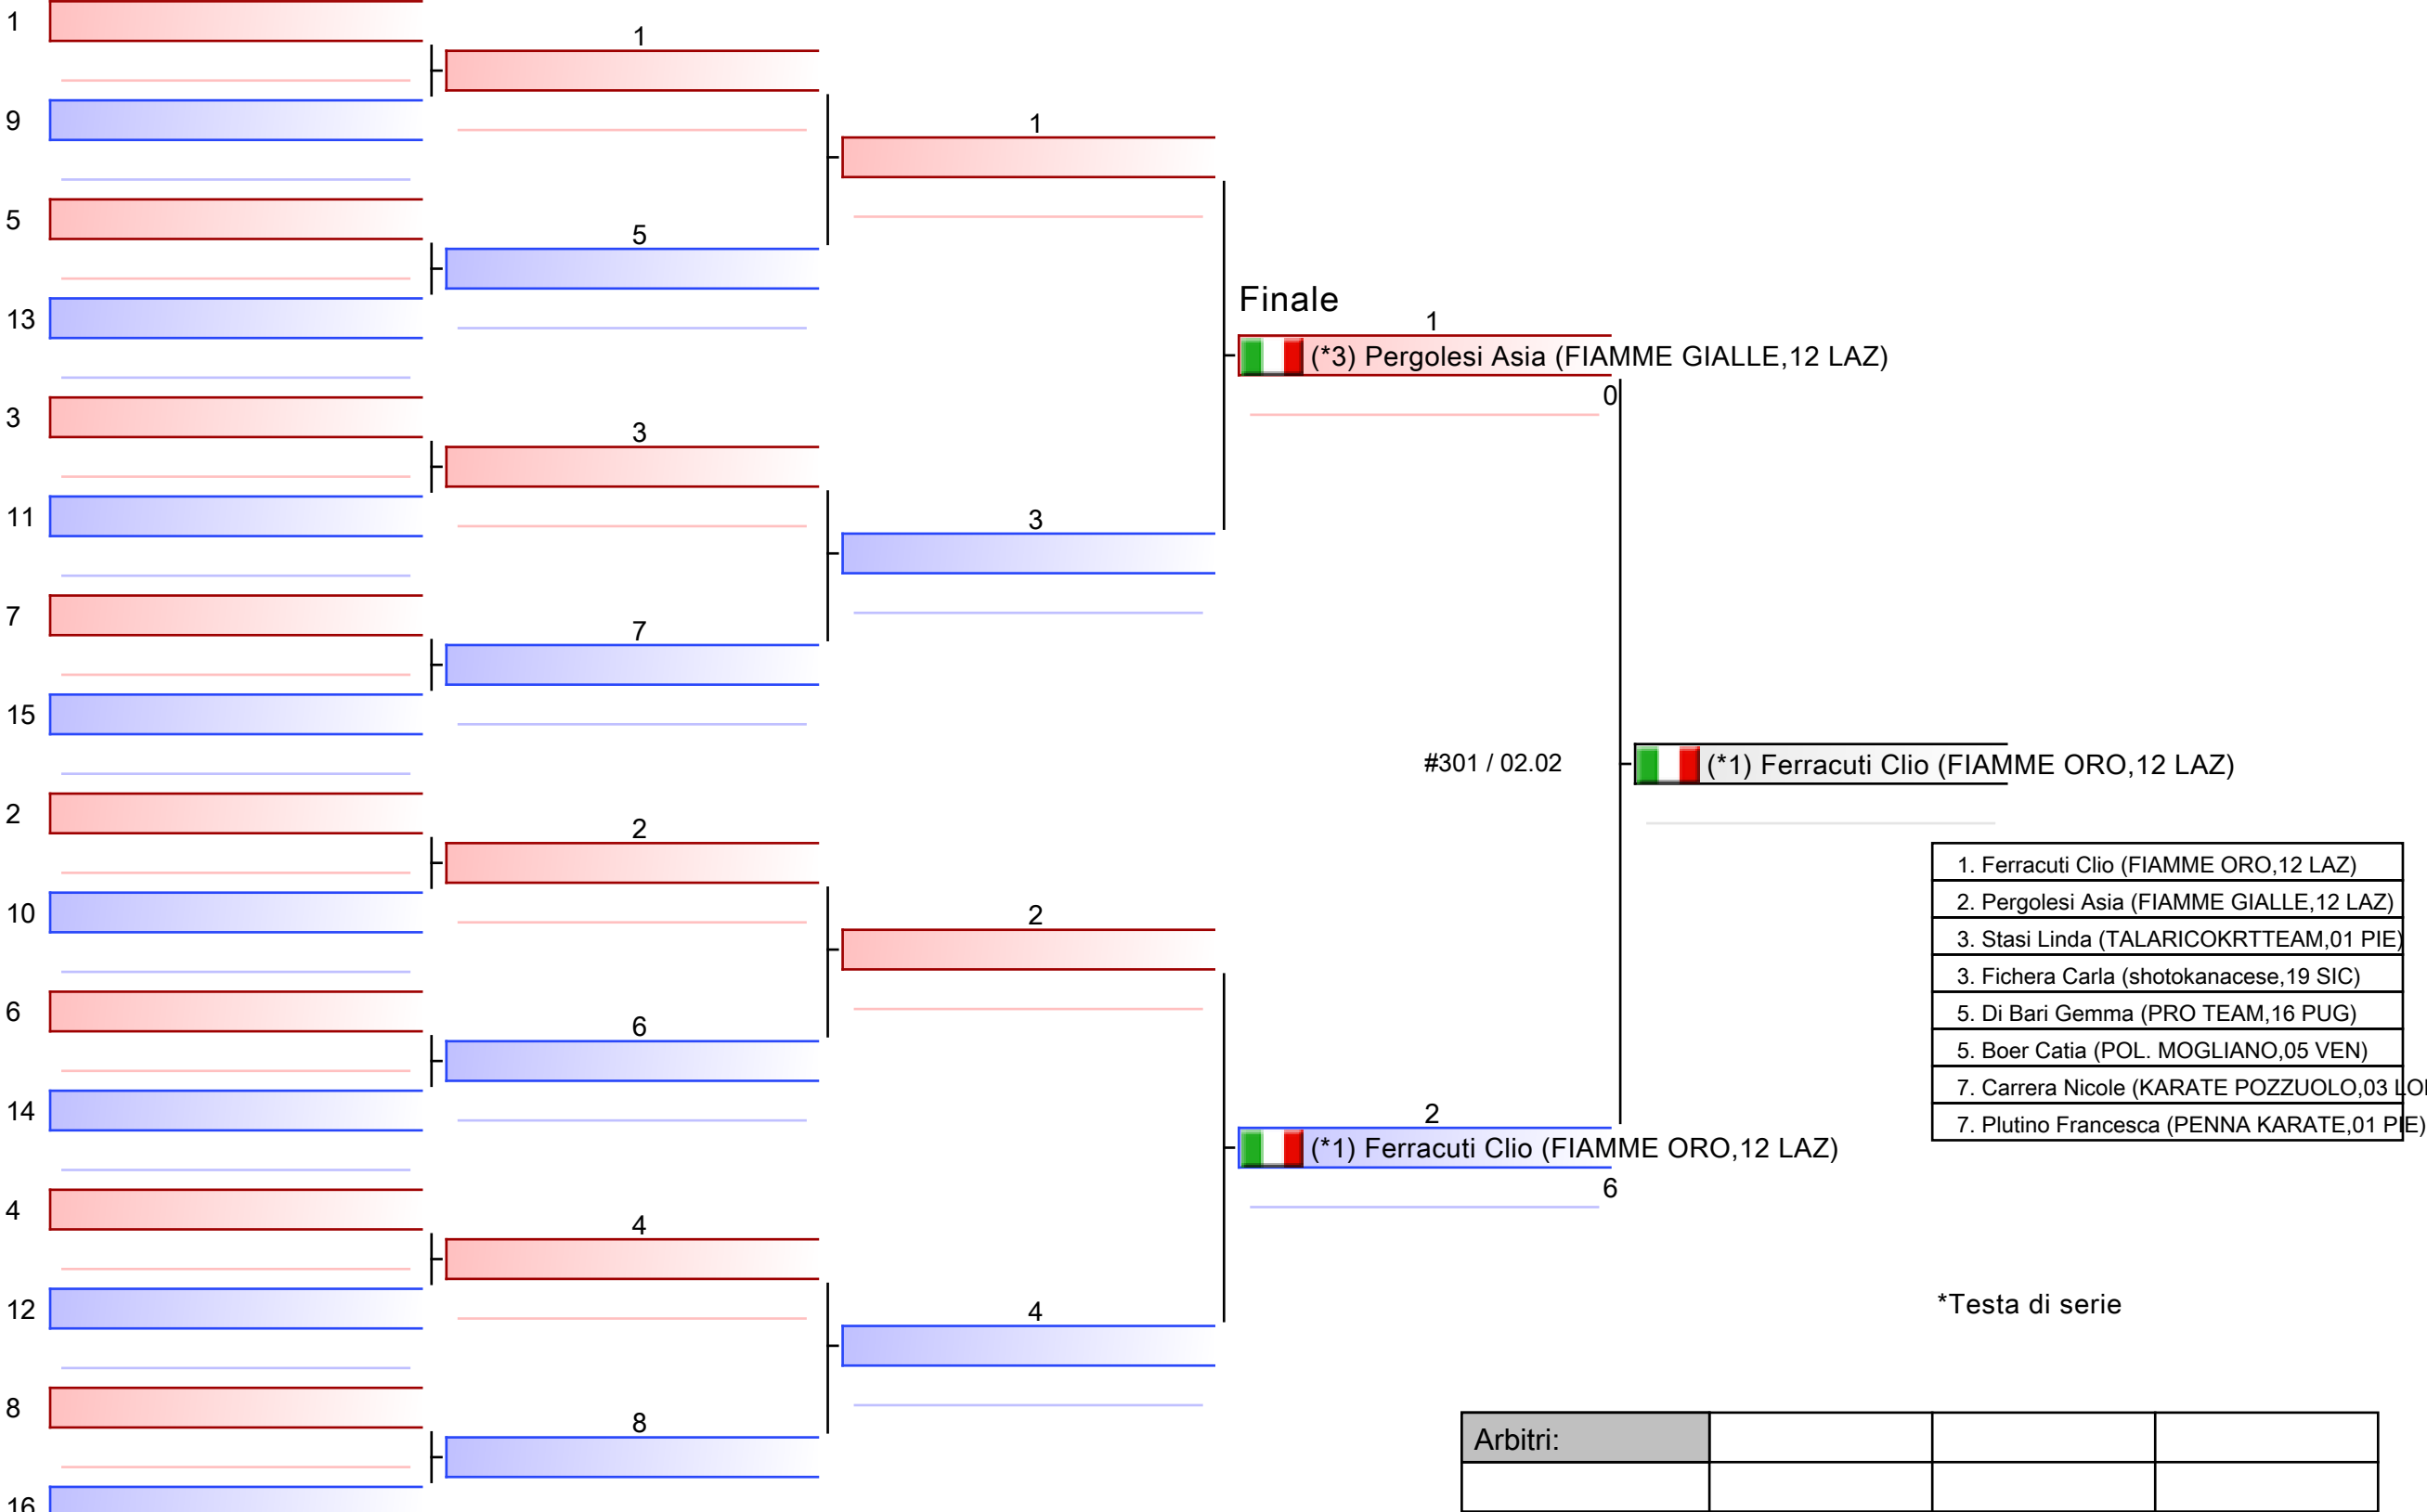 1
1
9
1
5
5
13
Finale
1
(*3) Pergolesi Asia (FIAMME GIALLE,12 LAZ)
0
3
3
11
3
7
7
15
#301 / 02.02
(*1) Ferracuti Clio (FIAMME ORO,12 LAZ)
2
2
10
2
6
6
14
2
(*1) Ferracuti Clio (FIAMME ORO,12 LAZ)
6
4
4
12
4
8
8
16
1. Ferracuti Clio (FIAMME ORO,12 LAZ)
2. Pergolesi Asia (FIAMME GIALLE,12 LAZ)
3. Stasi Linda (TALARICOKRTTEAM,01 PIE)
3. Fichera Carla (shotokanacese,19 SIC)
5. Di Bari Gemma (PRO TEAM,16 PUG)
5. Boer Catia (POL. MOGLIANO,05 VEN)
7. Carrera Nicole (KARATE POZZUOLO,03
7. Plutino Francesca (PENNA KARATE,01 PIE)
*Testa di serie
Arbitri: